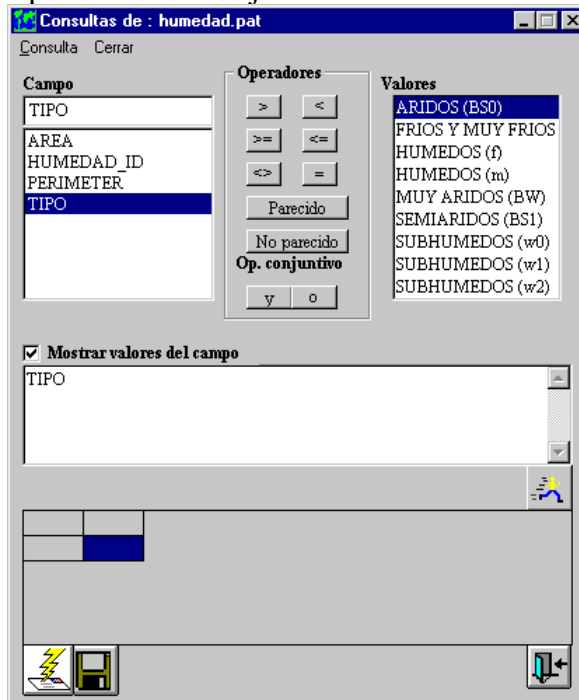 Consultas de : humedad.pat
Consulta Cerrar
Campo
TIPO
AREA
HUMEDAD_ID
PERIMETER
TIPO
Operadores
> <
>= <=
<> =
Parecido
No parecido
Op. conjuntivo
y o
Valores
ARIDOS (BS0)
FRIOS Y MUY FRIOS
HUMEDOS (f)
HUMEDOS (m)
MUY ARIDOS (BW)
SEMIARIDOS (BS1)
SUBHUMEDOS (w0)
SUBHUMEDOS (w1)
SUBHUMEDOS (w2)
Mostrar valores del campo
TIPO